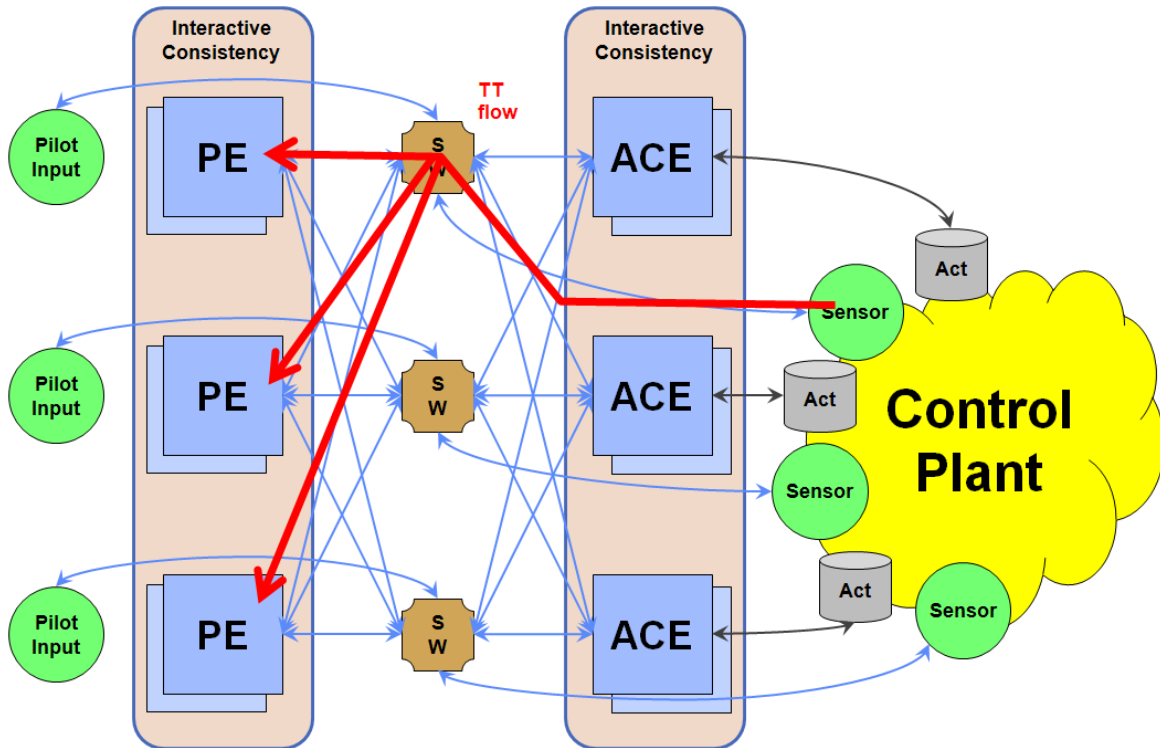 Interactive
Consistency
Interactive
Consistency
TT
flow
Pilot
Input
PE
S
W
ACE
Act
Sensor
Pilot
Input
PE
S
W
ACE
Act
Control
Plant
Sensor
Pilot
Input
PE
S
W
ACE
Act
Sensor